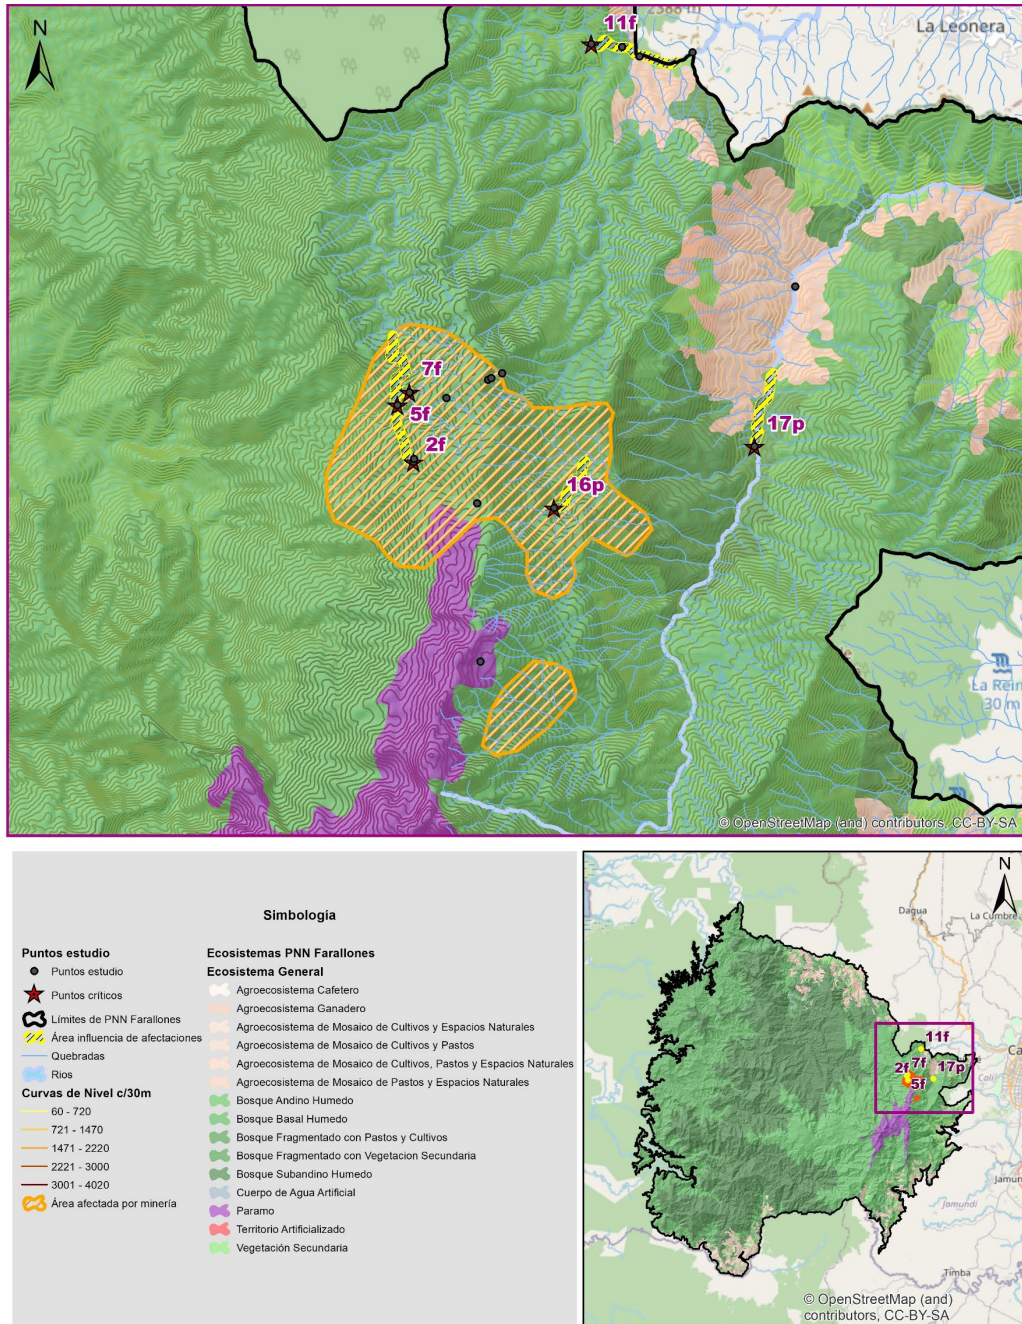 N
2388 m
11f
La Leonera
7f
5f
2f
17p
16p
La Rein
30 m
© OpenStreetMap (and) contributors, CC-BY-SA
Simbología
Puntos estudio
Puntos estudio
Puntos críticos
Límites de PNN Farallones
Área influencia de afectaciones
Quebradas
Rios
Curvas de Nivel c/30m
60 - 720
721 - 1470
1471 - 2220
2221 - 3000
3001 - 4020
Área afectada por minería
Ecosistemas PNN Farallones
Ecosistema General
Agroecosistema Cafetero
Agroecosistema Ganadero
Agroecosistema de Mosaico de Cultivos y Espacios Naturales
Agroecosistema de Mosaico de Cultivos y Pastos
Agroecosistema de Mosaico de Cultivos, Pastos y Espacios Naturales
Agroecosistema de Mosaico de Pastos y Espacios Naturales
Bosque Andino Humedo
Bosque Basal Humedo
Bosque Fragmentado con Pastos y Cultivos
Bosque Fragmentado con Vegetacion Secundaria
Bosque Subandino Humedo
Cuerpo de Agua Artificial
Paramo
Territorio Artificializado
Vegetación Secundaria
N
Dagua
La Cumbre
11f
7f
2f
17p
5f
Ca
Cali
Jamun
Jamundi
Timba
© OpenStreetMap (and)
contributors, CC-BY-SA